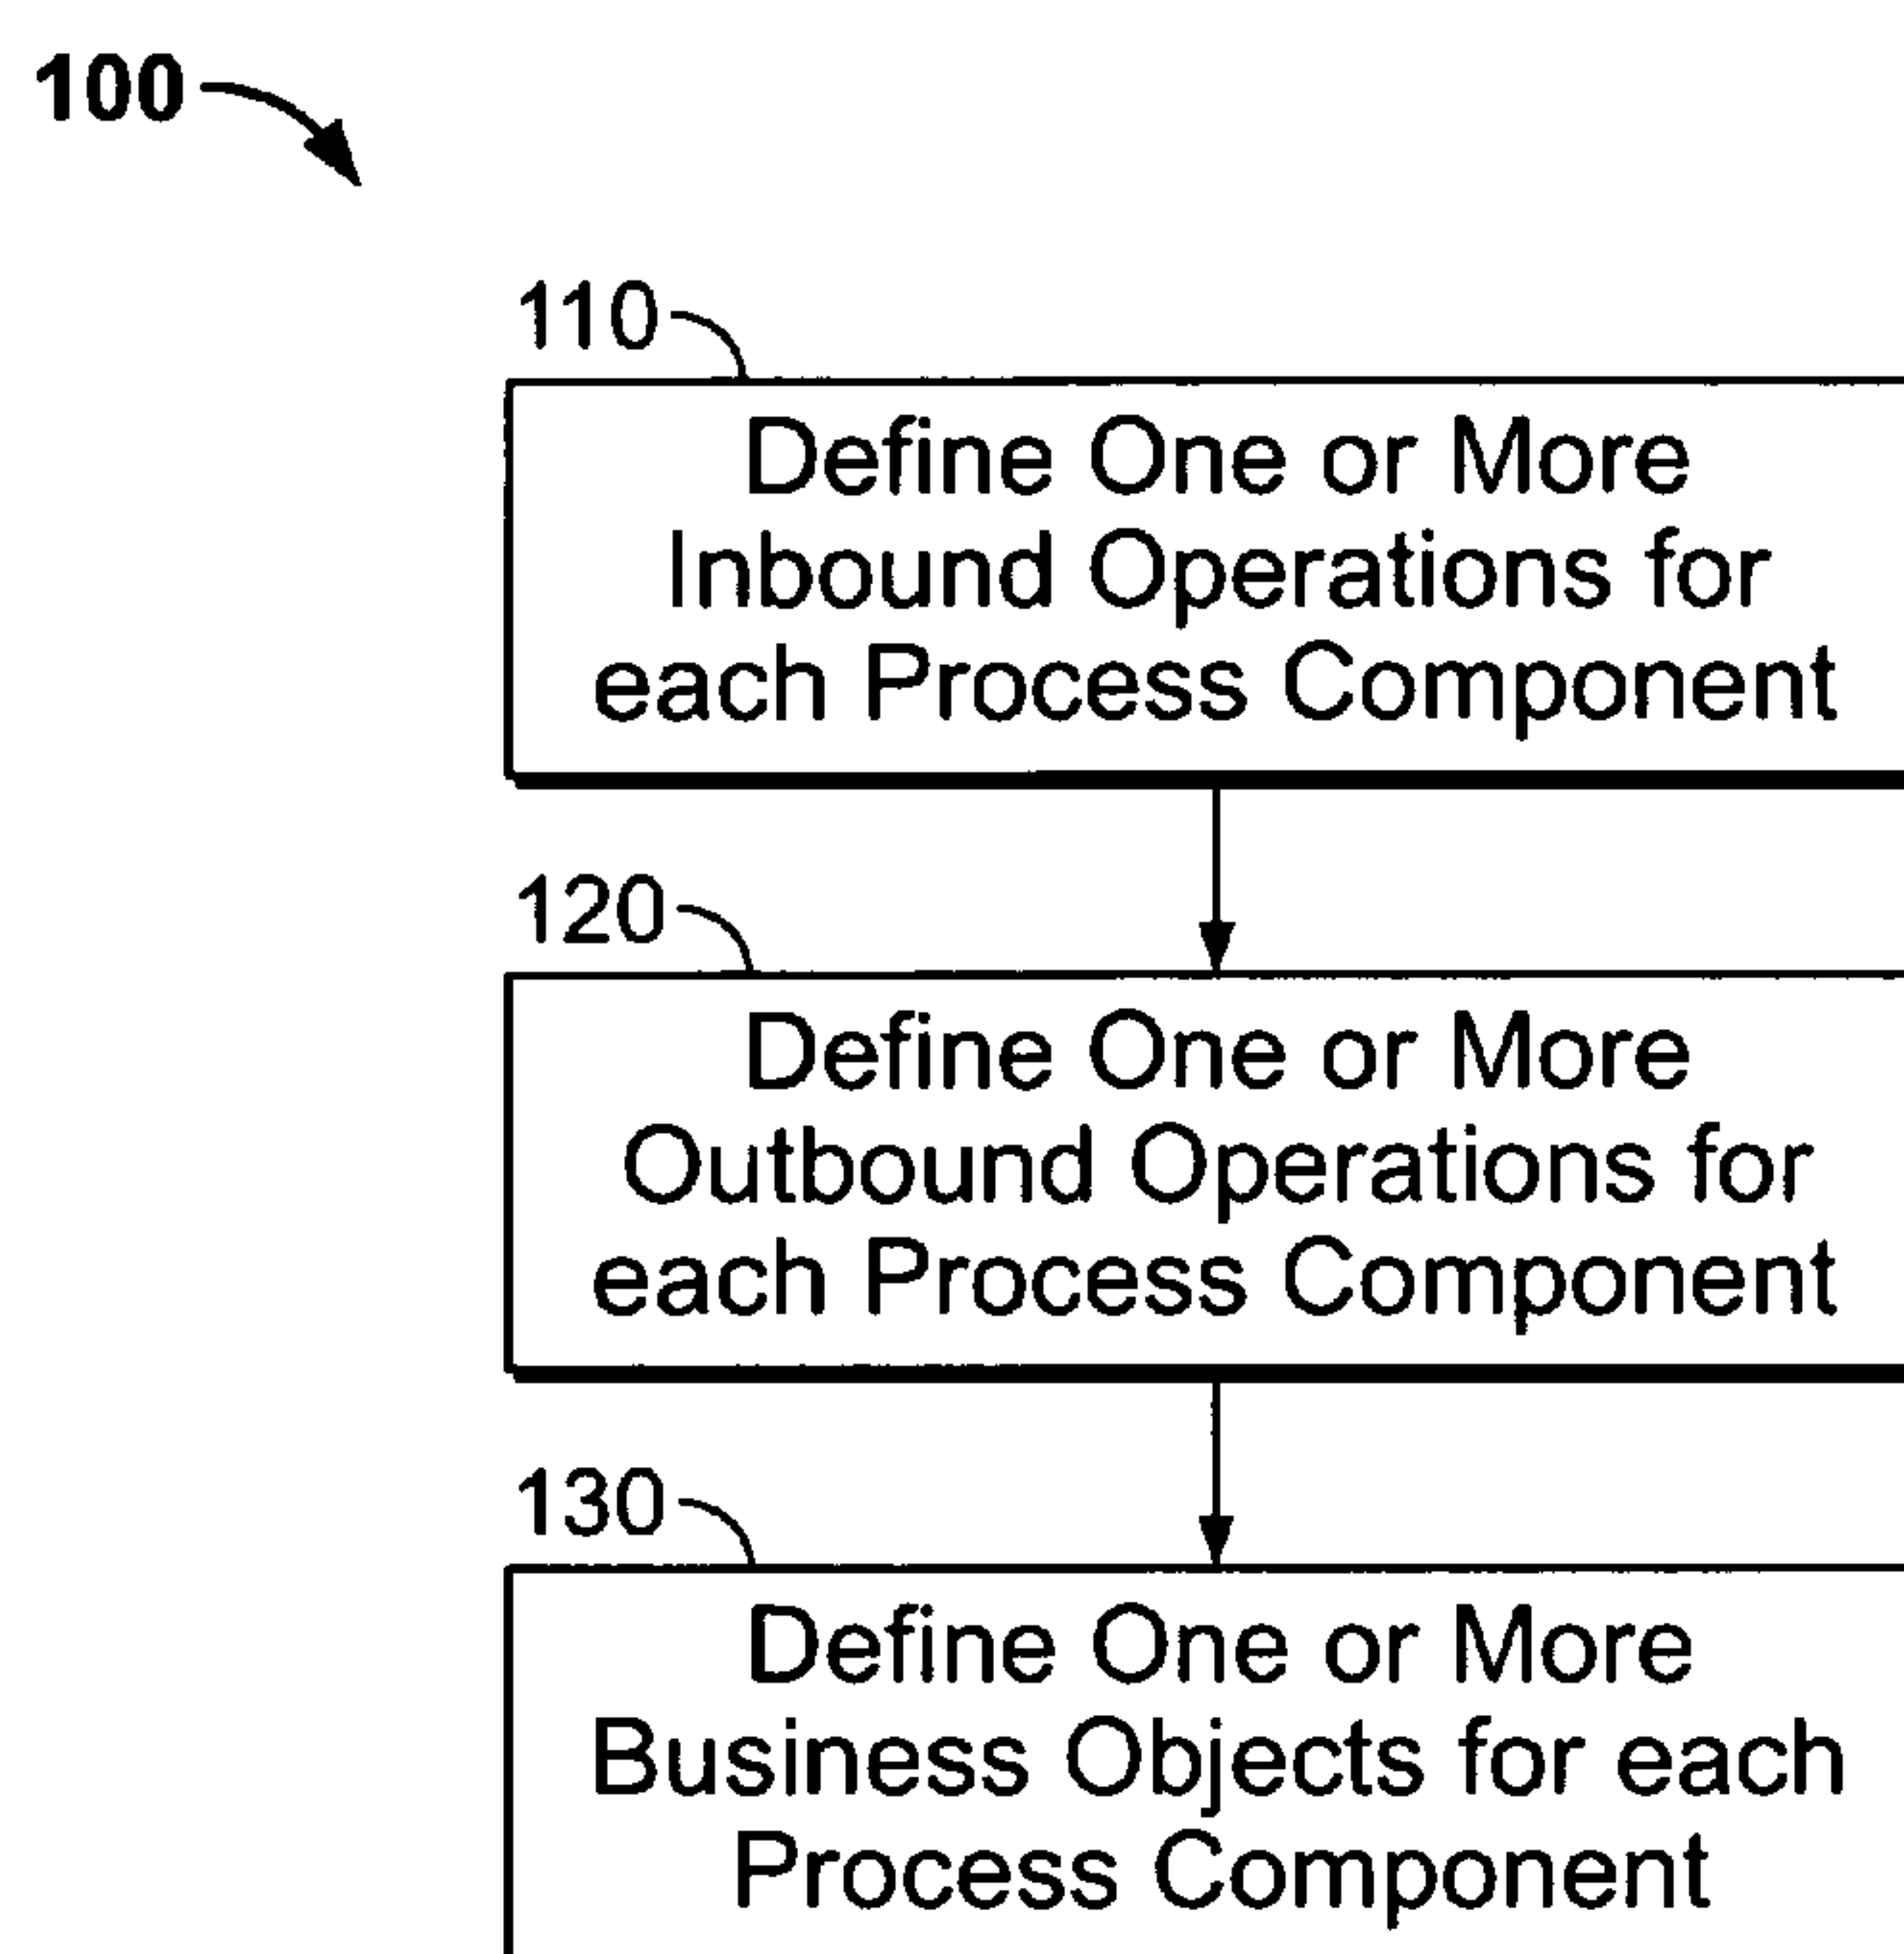 100
110
Define One or More
Inbound Operations for
each Process Component
120
Define One or More
Outbound Operations for
each Process Component
130
Define One or More
Business Objects for each
Process Component